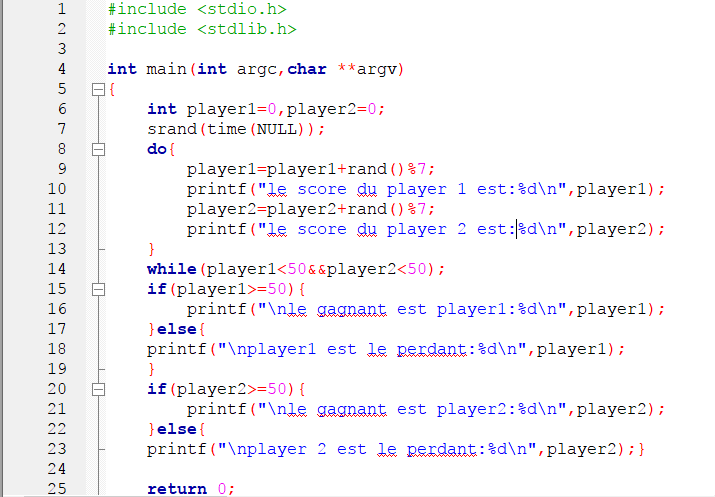 1 #include <stdio.h>
2 #include <stdlib.h>
3
4 int main(int argc,char **argv)
5 {
6 int player1=0,player2=0;
7 srand(time(NULL));
8 do{
9 player1=player1+rand()%7;
10 printf("le score du player 1 est:%d\n",player1);
11 player2=player2+rand()%7;
12 printf("le score du player 2 est:%d\n",player2);
13 }
14 while(player1<50&&player2<50);
15 if(player1>=50){
16 printf("\nle gagnant est player1:%d\n",player1);
17 }else{
18 printf("\nplayer1 est le perdant:%d\n",player1);
19 }
20 if(player2>=50){
21 printf("\nle gagnant est player2:%d\n",player2);
22 }else{
23 printf("\nplayer 2 est le perdant:%d\n",player2);}
24
25 return 0;